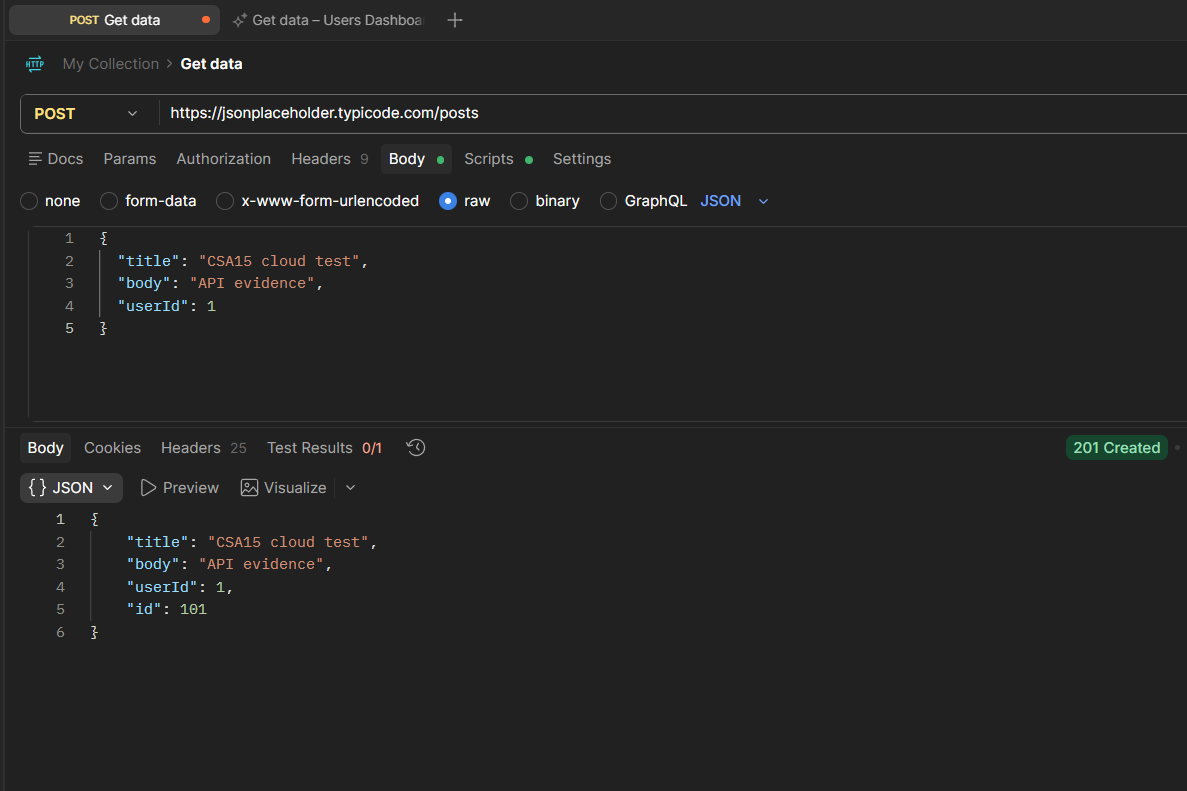 POST Get data
Get data – Users Dashboa
HTTP My Collection > Get data
POST https://jsonplaceholder.typicode.com/posts
Docs Params Authorization Headers 9 Body Scripts Settings
none form-data x-www-form-urlencoded raw binary GraphQL JSON
1 {
2 "title": "CSA15 cloud test",
3 "body": "API evidence",
4 "userId": 1
5 }
Body Cookies Headers 25 Test Results 0/1 201 Created
{} JSON Preview Visualize
1 {
2 "title": "CSA15 cloud test",
3 "body": "API evidence",
4 "userId": 1,
5 "id": 101
6 }